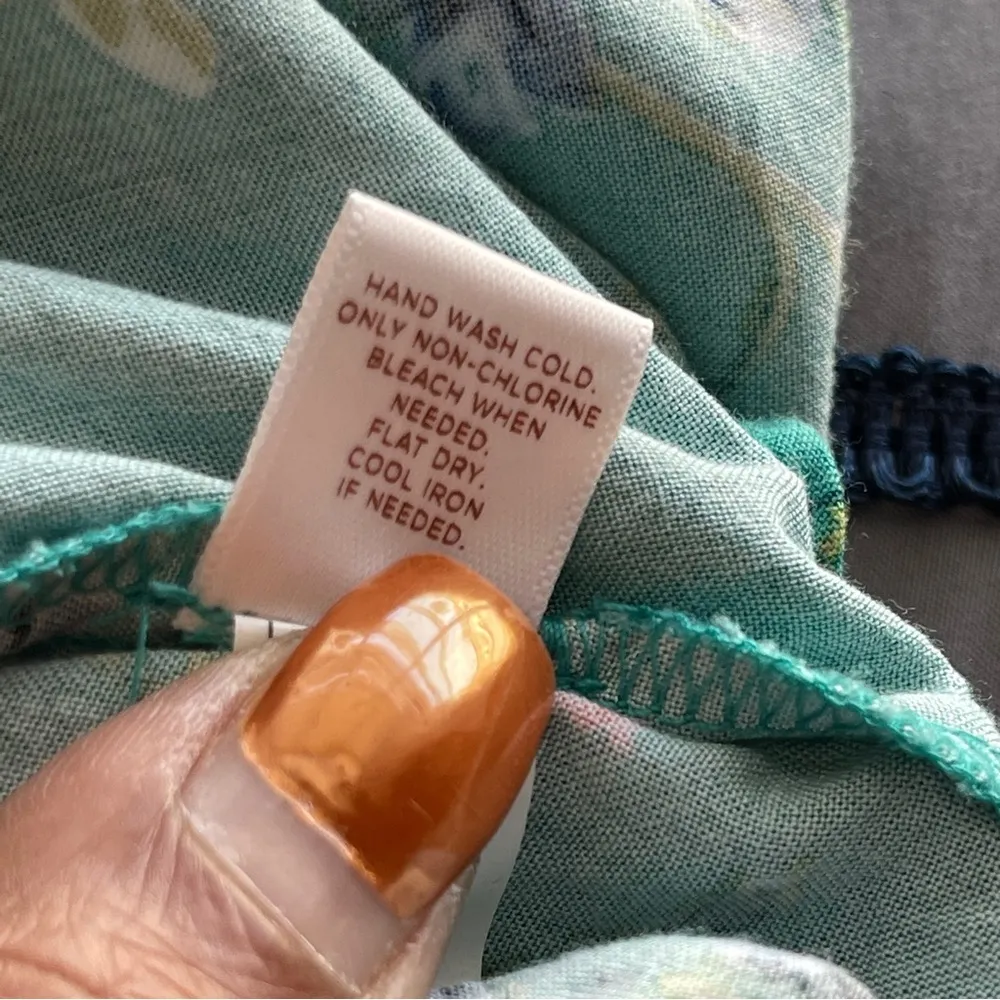 HAND WASH COLD.
ONLY NON-CHLORINE
BLEACH WHEN
NEEDED.
FLAT DRY.
COOL IRON
IF NEEDED.